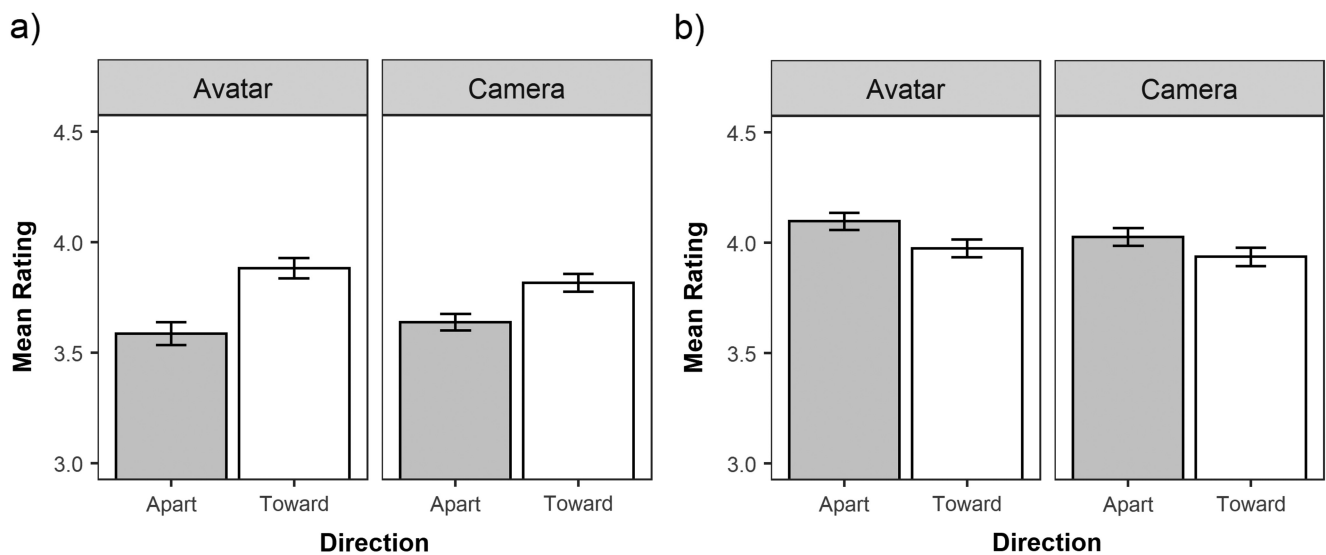 a)
Avatar
Camera
4.5
4.0
3.5
3.0
Mean Rating
Apart
Toward
Apart
Toward
Direction
b)
Avatar
Camera
4.5
4.0
3.5
3.0
Mean Rating
Apart
Toward
Apart
Toward
Direction